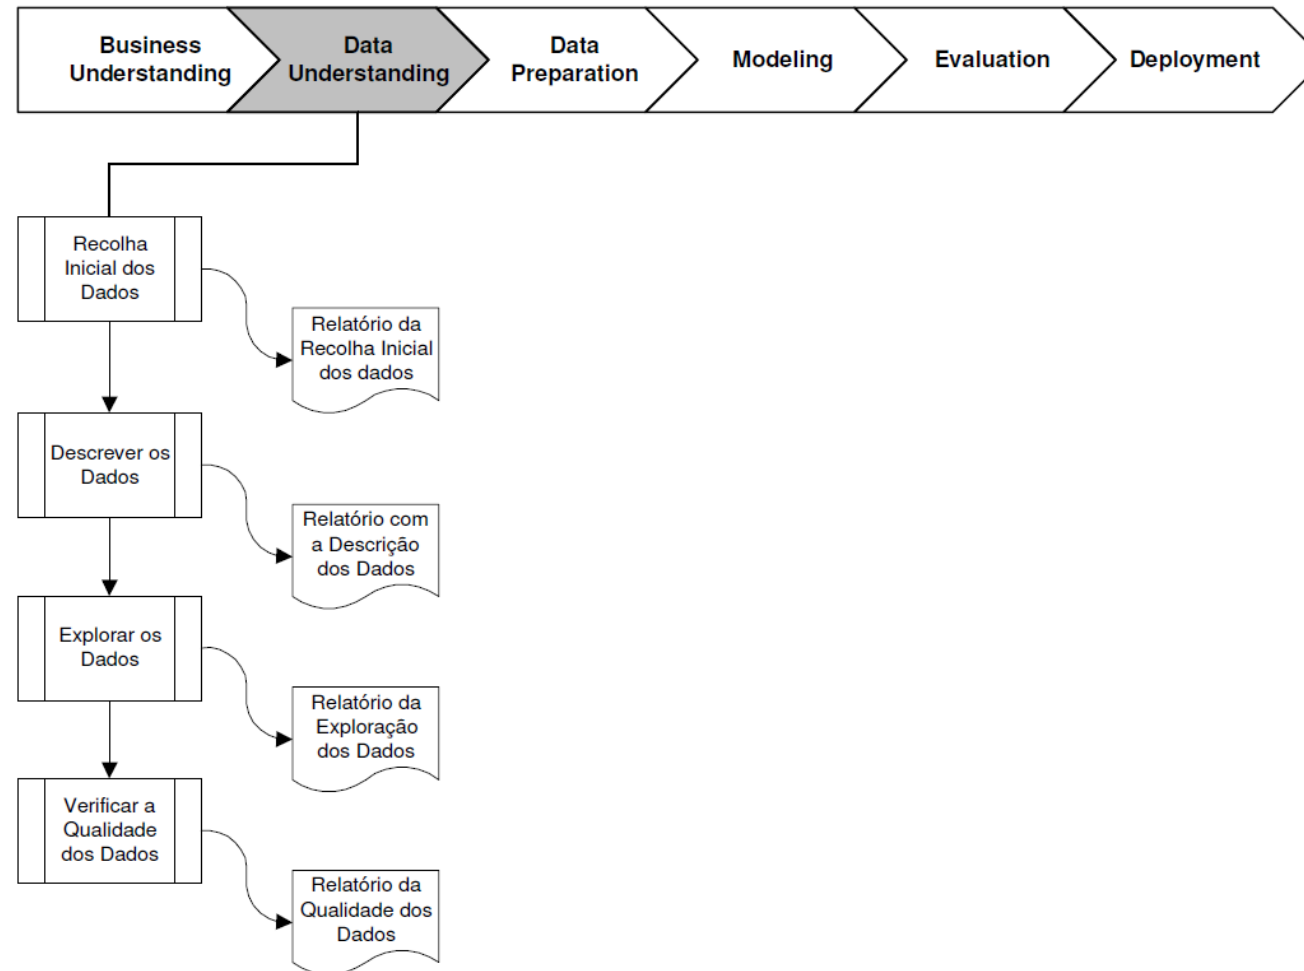 Business
Understanding
Data
Understanding
Data
Preparation
Modeling
Evaluation
Deployment
Recolha
Inicial dos
Dados
Relatório da
Recolha Inicial
dos dados
Descrever os
Dados
Relatório com
a Descrição
dos Dados
Explorar os
Dados
Relatório da
Exploração
dos Dados
Verificar a
Qualidade
dos Dados
Relatório da
Qualidade dos
Dados